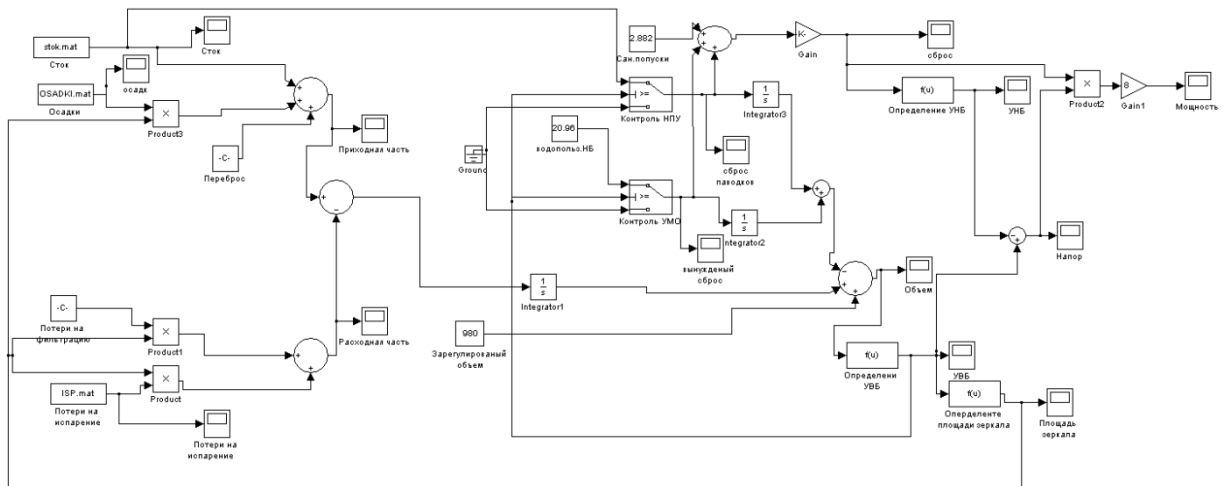 stok.mat
Сток
Сток
OSADKI.mat
Осадки
осадк
×
Product3
-C-
Переброс
Приходная часть
-C-
Потери на
фильтрацию
×
Product1
×
Product
ISP.mat
Потери на
испарение
Потери на
испарение
Расходная часть
2.882
Сан.попуски
>=
Контроль НПУ
20.96
водопольз.НБ
Ground
>=
Контроль УМО
1
s
Integrator3
сброс
паводков
1
s
ntegrator2
вынужденый
сброс
1
s
Integrator1
980
Зарегулированый
объем
K-
Gain
сброс
f(u)
Определение УНБ
УНБ
×
Product2
8
Gain1
Мощность
Напор
Объем
f(u)
Определени
УВБ
УВБ
f(u)
Оперделенте
площади зеркала
Площадь
зеркала